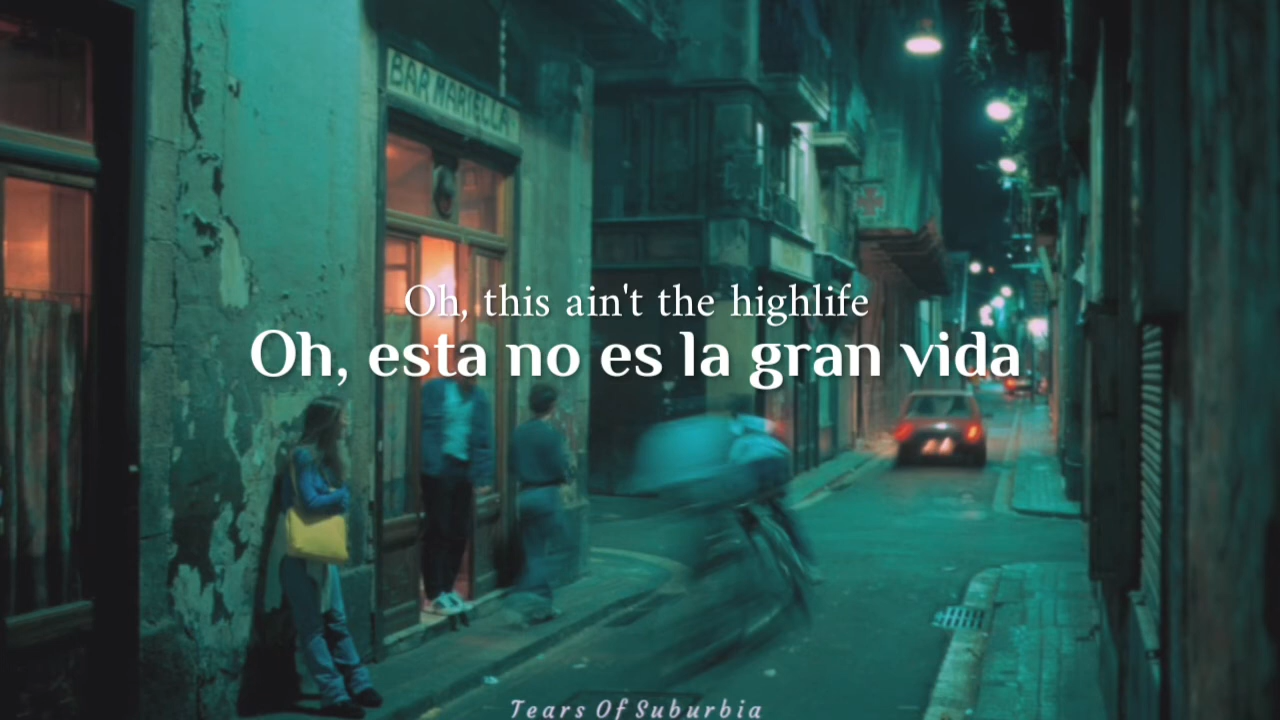 BAR MARIELLA
Oh, this ain't the highlife
Oh, esta no es la gran vida
Tears Of Suburbia